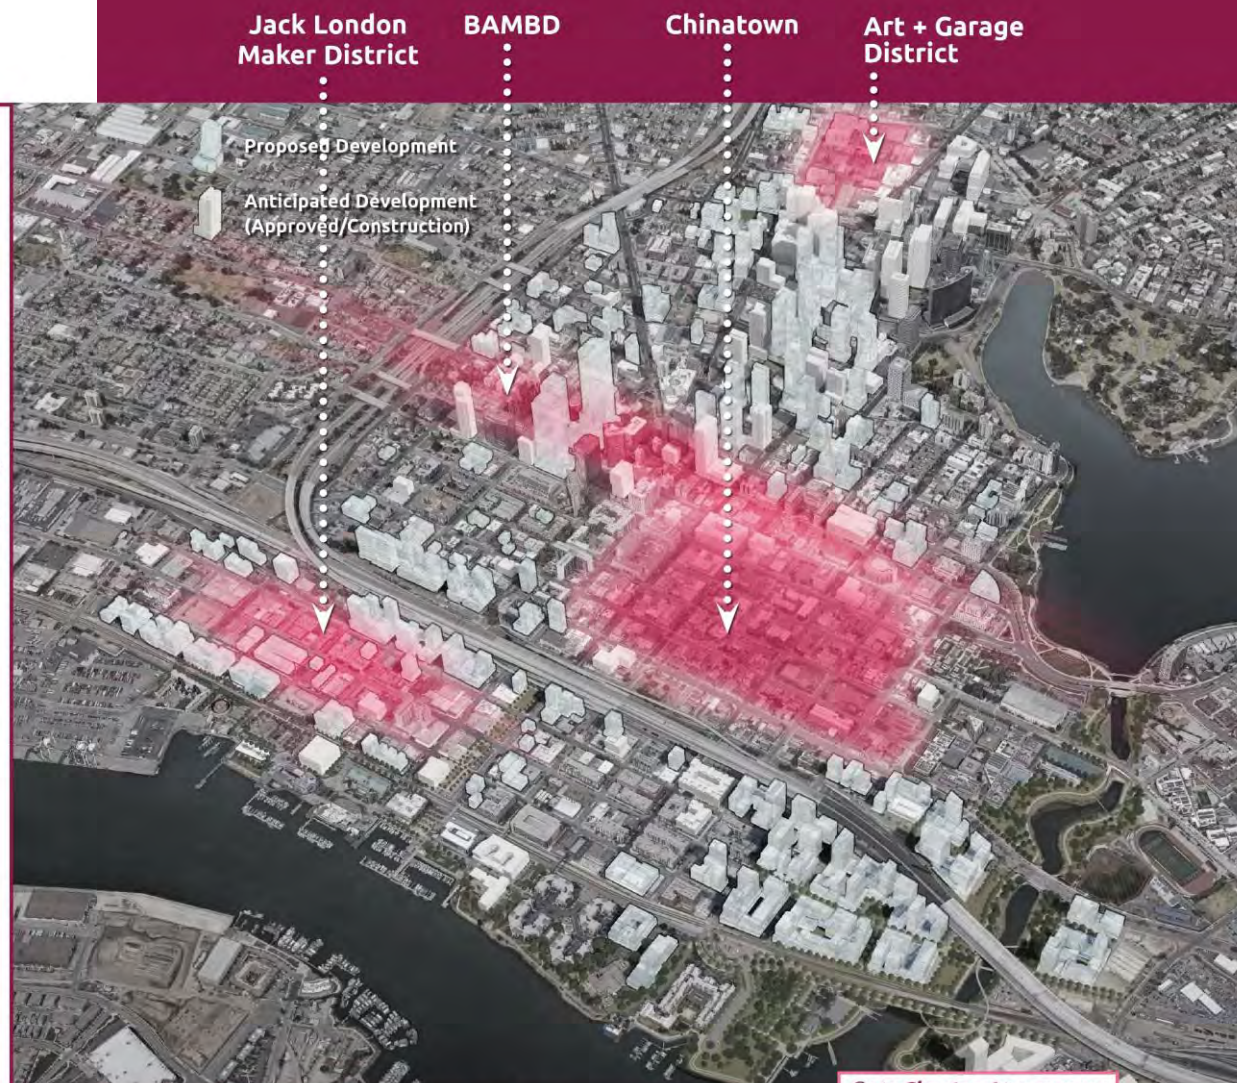 Jack London
Maker District
BAMBD
Chinatown
Art + Garage
District
Proposed Development
Anticipated Development
(Approved/Construction)